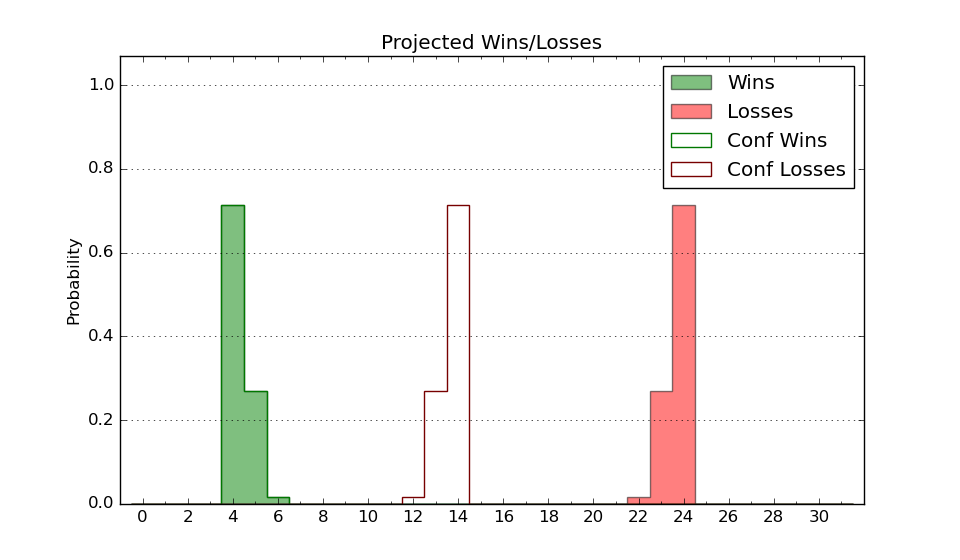 Projected Wins/Losses
1.0
0.8
0.6
0.4
0.2
0.0
Probability
Wins
Losses
Conf Wins
Conf Losses
0 2 4 6 8 10 12 14 16 18 20 22 24 26 28 30